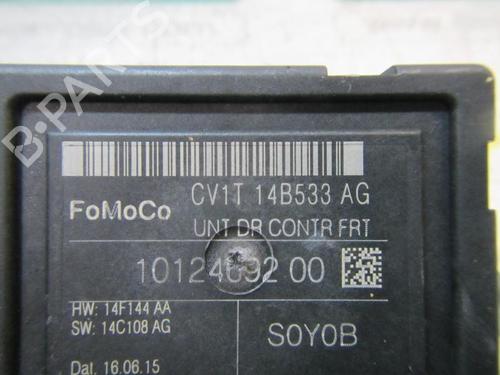 B-PARTS
FoMoCo CV1T 14B533 AG
UNT DR CONTR FRT
HW: 14F144 AA
SW: 14C108 AG
S0Y0B
Dat. 16.06.15